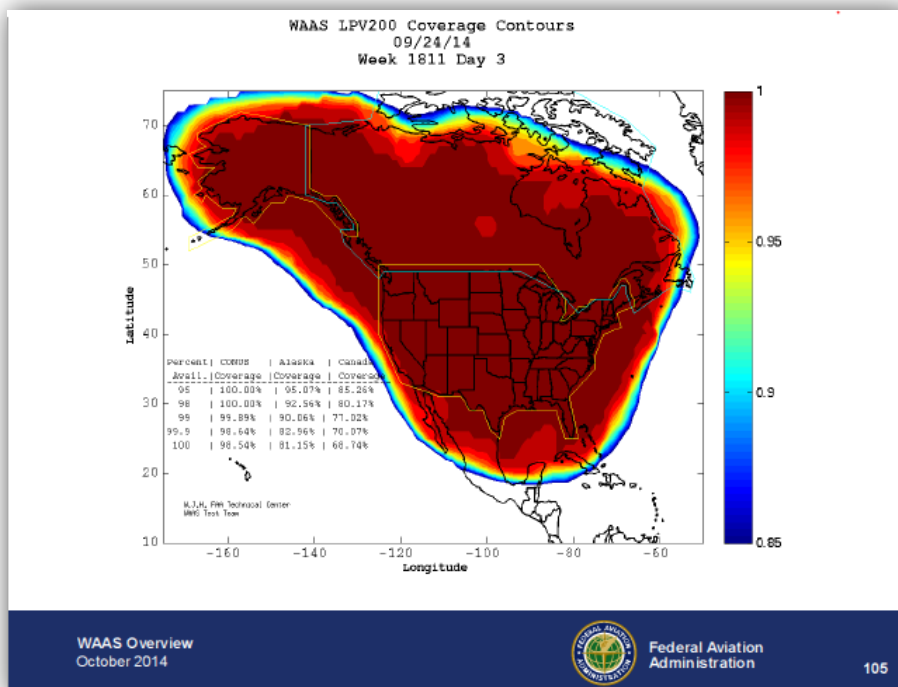 WAAS LPV200 Coverage Contours
09/24/14
Week 1811 Day 3
70
60
50
40
30
20
10
Latitude
-160
-140
-120
-100
-80
-60
Longitude
1
0.95
0.9
0.85
Percent| CONUS | Alaska | Canada
Avail.|Coverage |Coverage | Coverage
95 | 100.00% | 95.07% | 85.26%
98 | 100.00% | 92.56% | 80.17%
99 | 99.89% | 90.06% | 77.02%
99.9 | 98.64% | 82.96% | 70.07%
100 | 98.54% | 81.15% | 68.74%
W.J.H. FAA Technical Center
WAAS Test Team
WAAS Overview
October 2014
Federal Aviation
Administration
105